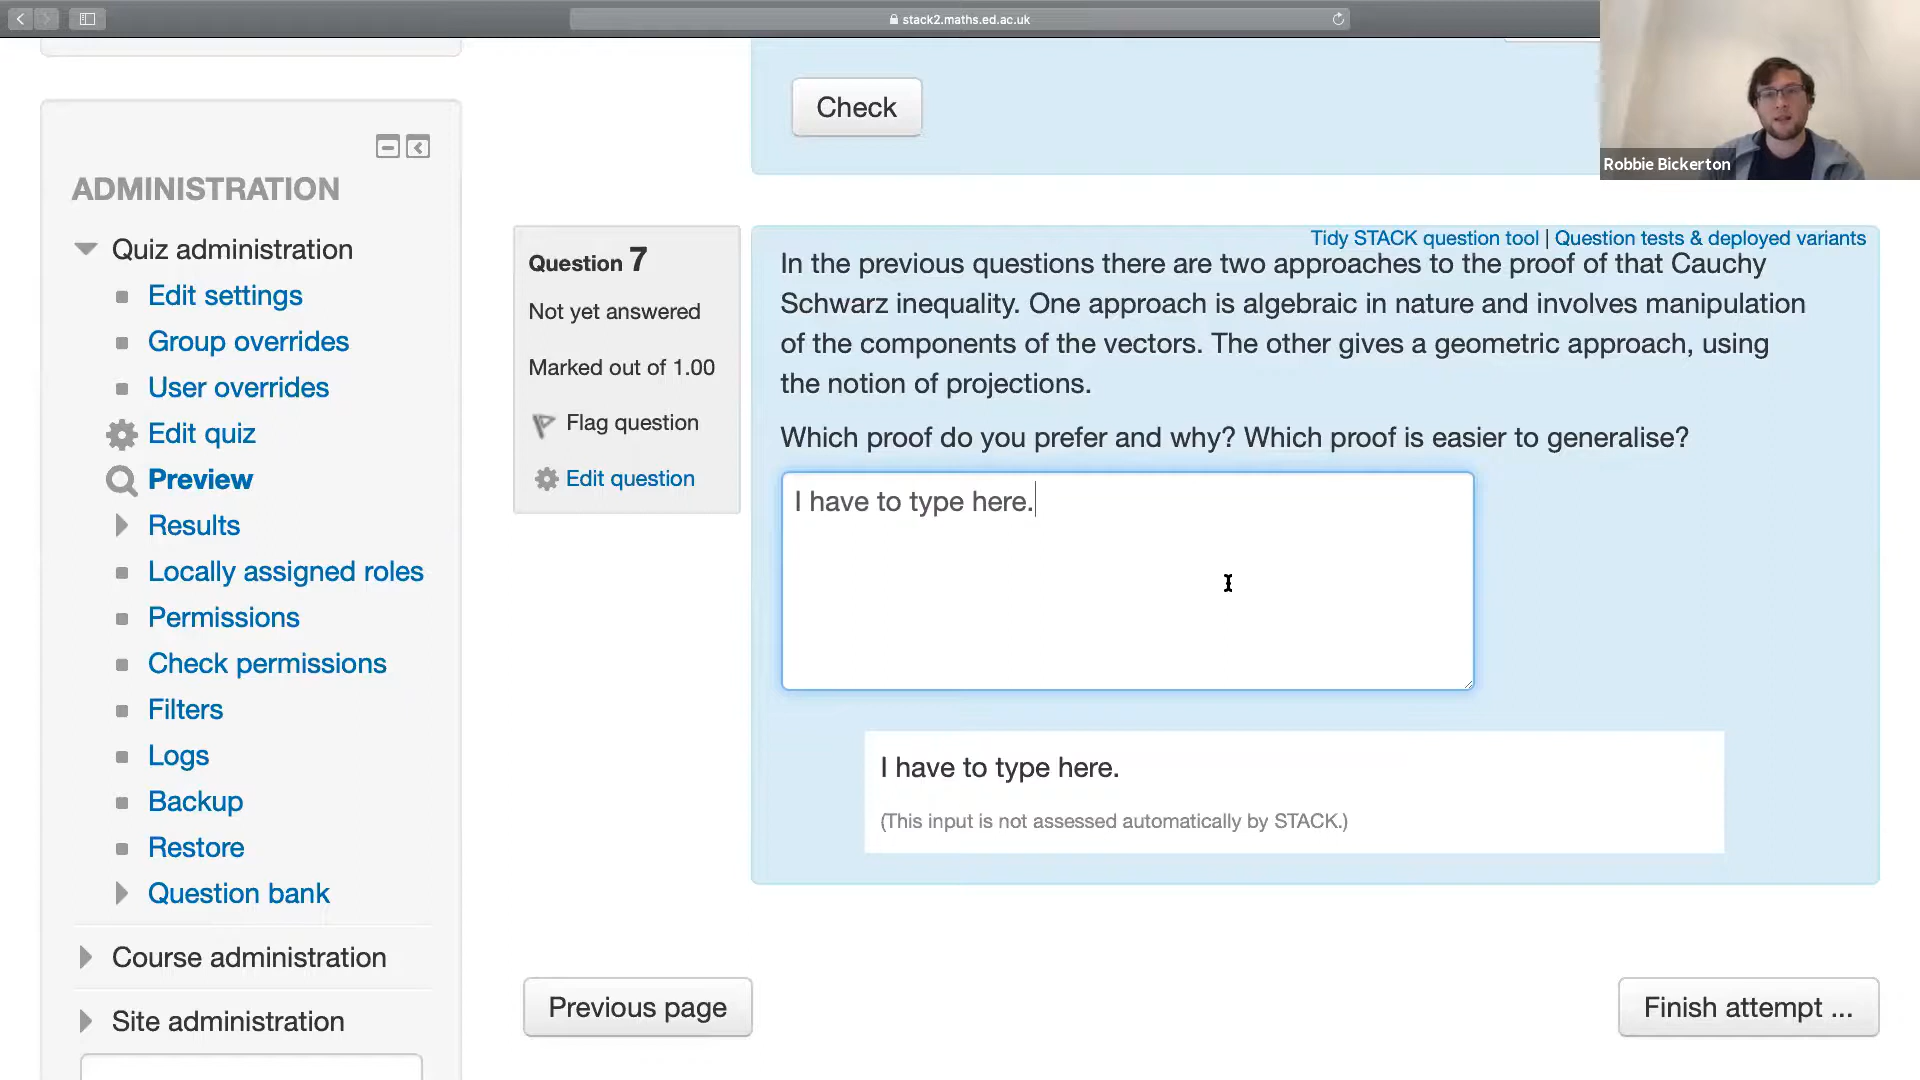 stack2.maths.ed.ac.uk
Robbie Bickerton
Check
ADMINISTRATION
Quiz administration
Edit settings
Group overrides
User overrides
Edit quiz
Preview
Results
Locally assigned roles
Permissions
Check permissions
Filters
Logs
Backup
Restore
Question bank
Course administration
Site administration
Question 7
Not yet answered
Marked out of 1.00
Flag question
Edit question
Tidy STACK question tool | Question tests & deployed variants
In the previous questions there are two approaches to the proof of that Cauchy
Schwarz inequality. One approach is algebraic in nature and involves manipulation
of the components of the vectors. The other gives a geometric approach, using
the notion of projections.
Which proof do you prefer and why? Which proof is easier to generalise?
I have to type here.
I have to type here.
(This input is not assessed automatically by STACK.)
Previous page
Finish attempt ...